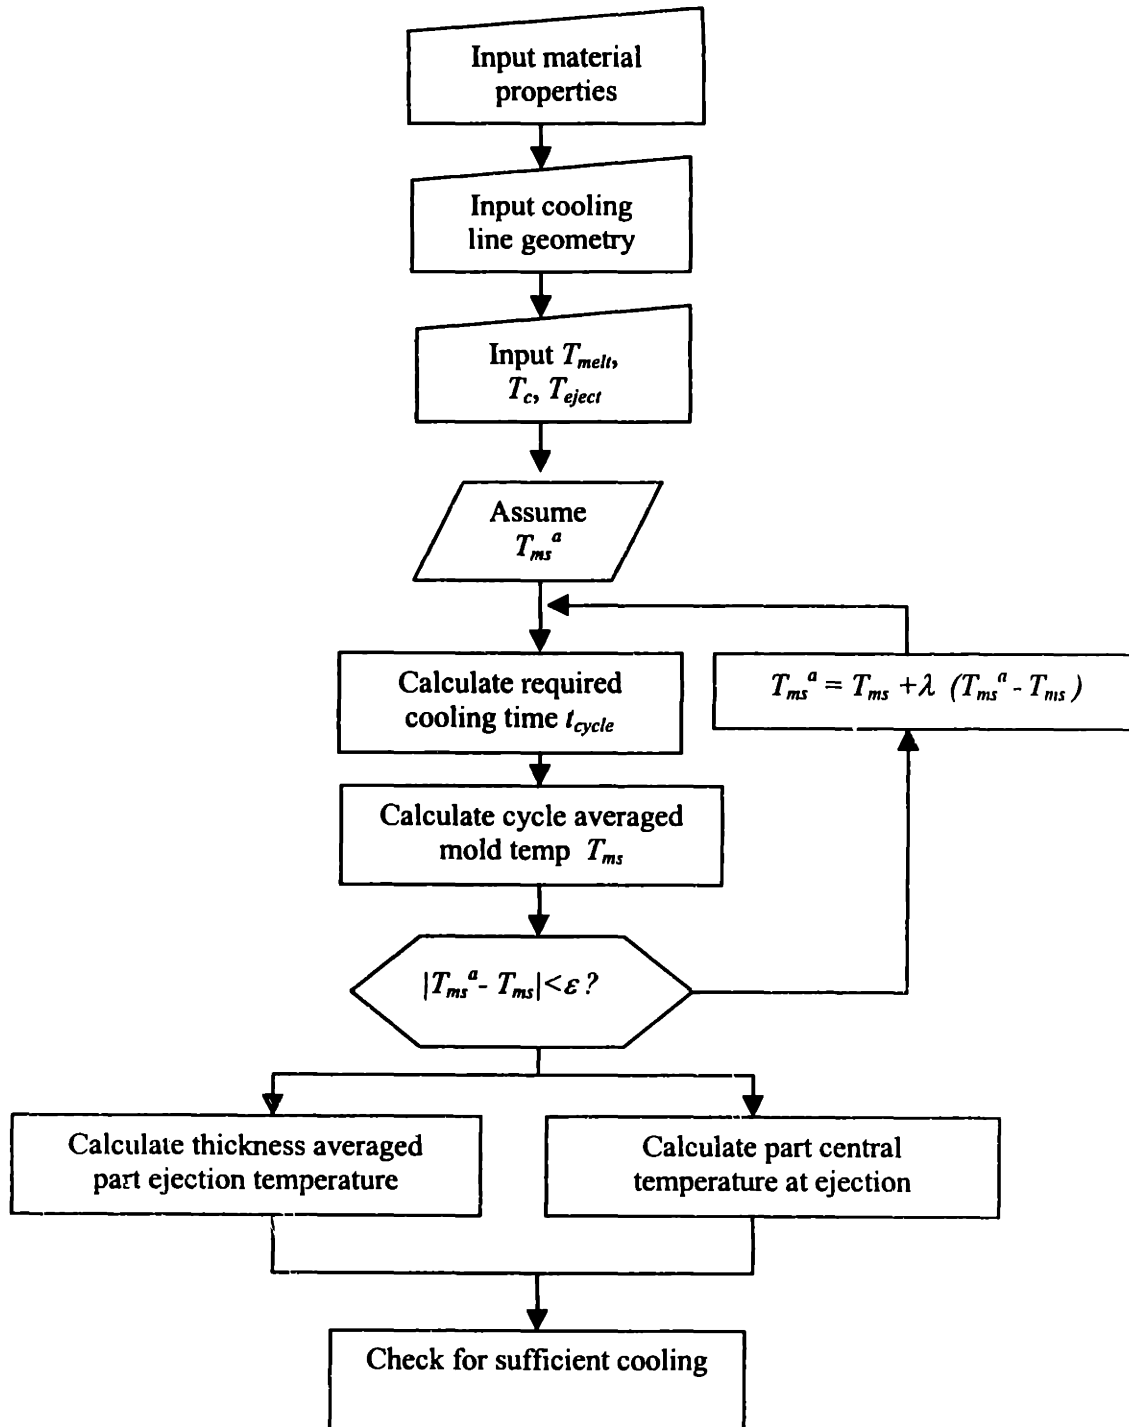 Input material
properties
Input cooling
line geometry
Input T_melt,
T_c, T_eject
Assume
T_ms^a
Calculate required
cooling time t_cycle
T_ms^a = T_ms + λ (T_ms^a - T_ms)
Calculate cycle averaged
mold temp T_ms
|T_ms^a - T_ms| < ε ?
Calculate thickness averaged
part ejection temperature
Calculate part central
temperature at ejection
Check for sufficient cooling